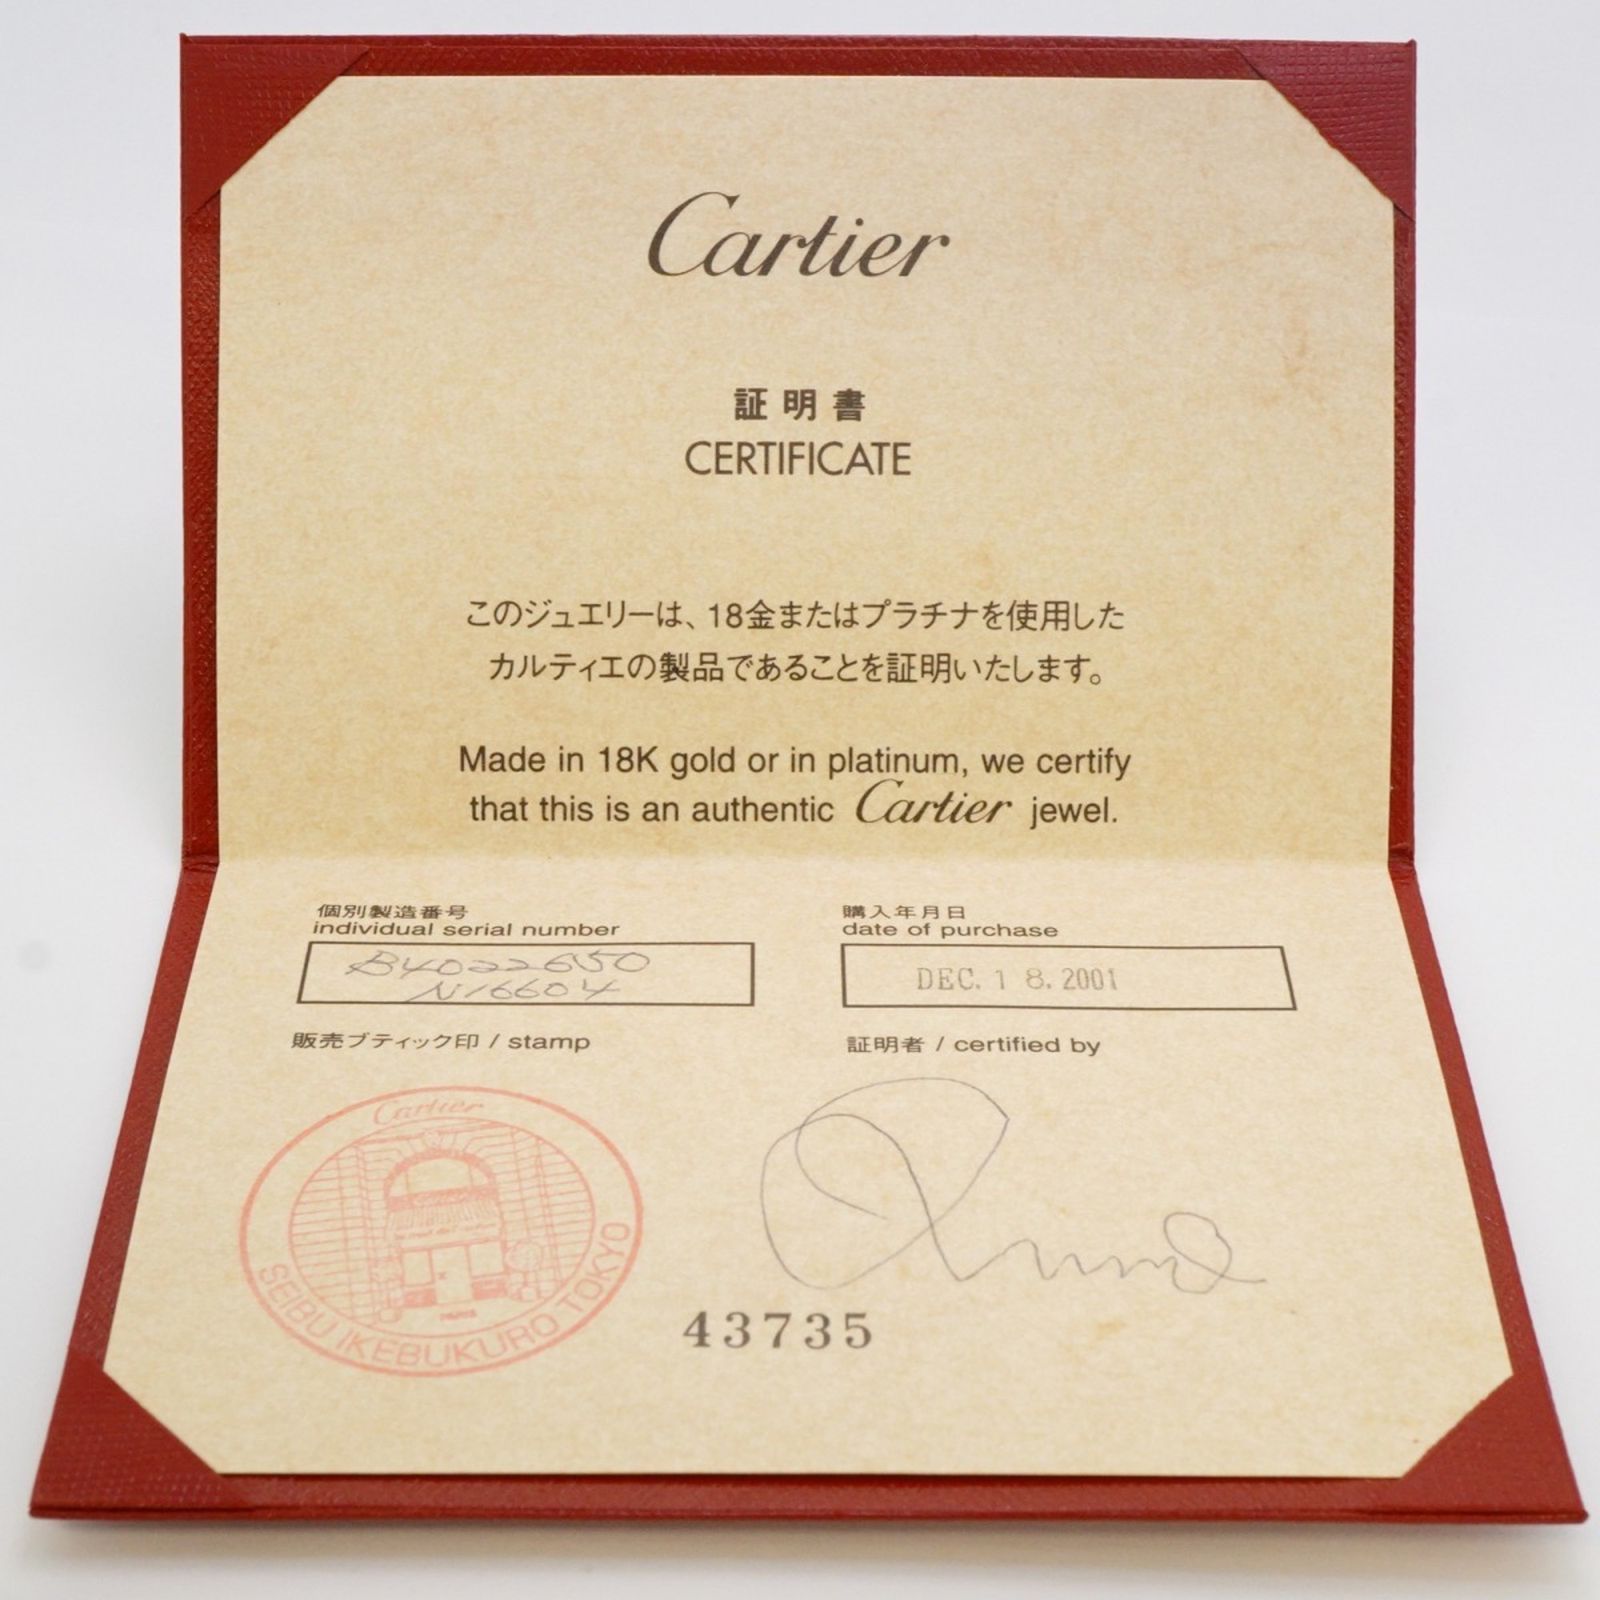 Cartier
証明書
CERTIFICATE
このジュエリーは、18金またはプラチナを使用した
カルティエの製品であることを証明いたします。
Made in 18K gold or in platinum, we certify
that this is an authentic Cartier jewel.
個別製造番号
individual serial number
B4022650
N16604
購入年月日
date of purchase
DEC. 18. 2001
販売ブティック印 / stamp
証明者 / certified by
Cartier
SEIBU IKEBUKURO TOKYO
43735